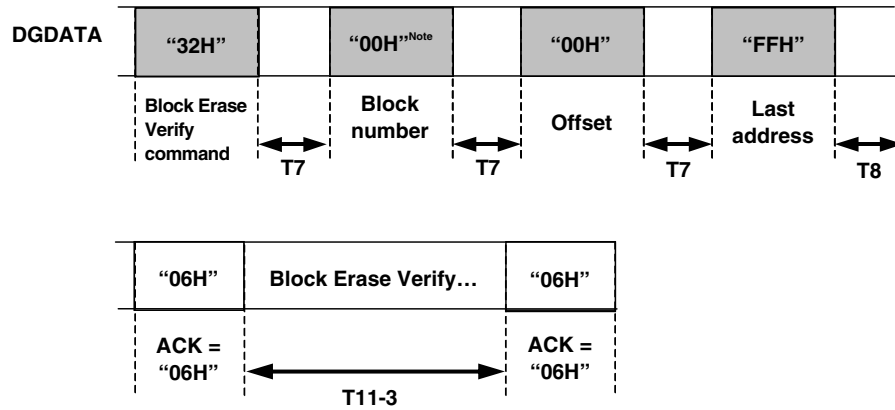 DGDATA “32H” “00H”Note “00H” “FFH”
Block Erase
Verify
command
Block
number
Offset
Last
address
T7 T7 T7 T8
“06H” Block Erase Verify… “06H”
ACK =
“06H”
ACK =
“06H”
T11-3